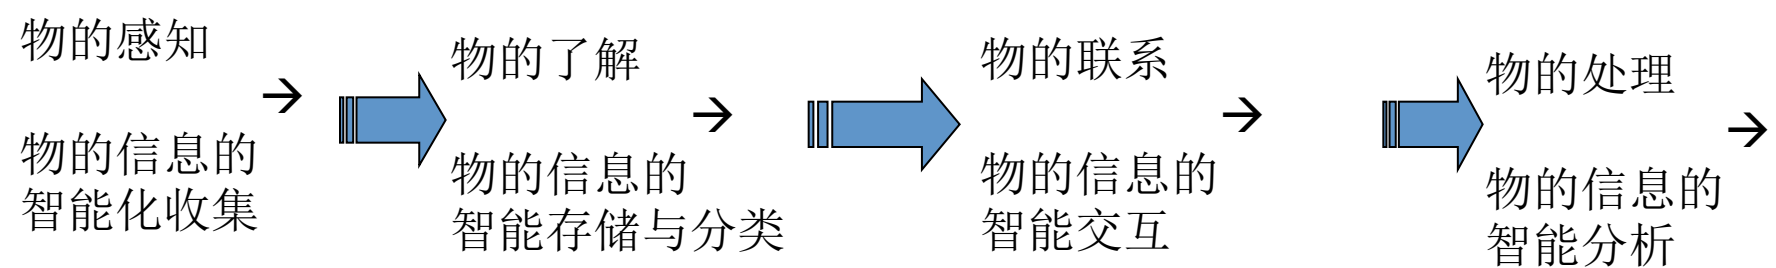 物的感知 →
物的信息的
智能化收集
物的了解 →
物的信息的
智能存储与分类
物的联系 →
物的信息的
智能交互
物的处理 →
物的信息的
智能分析